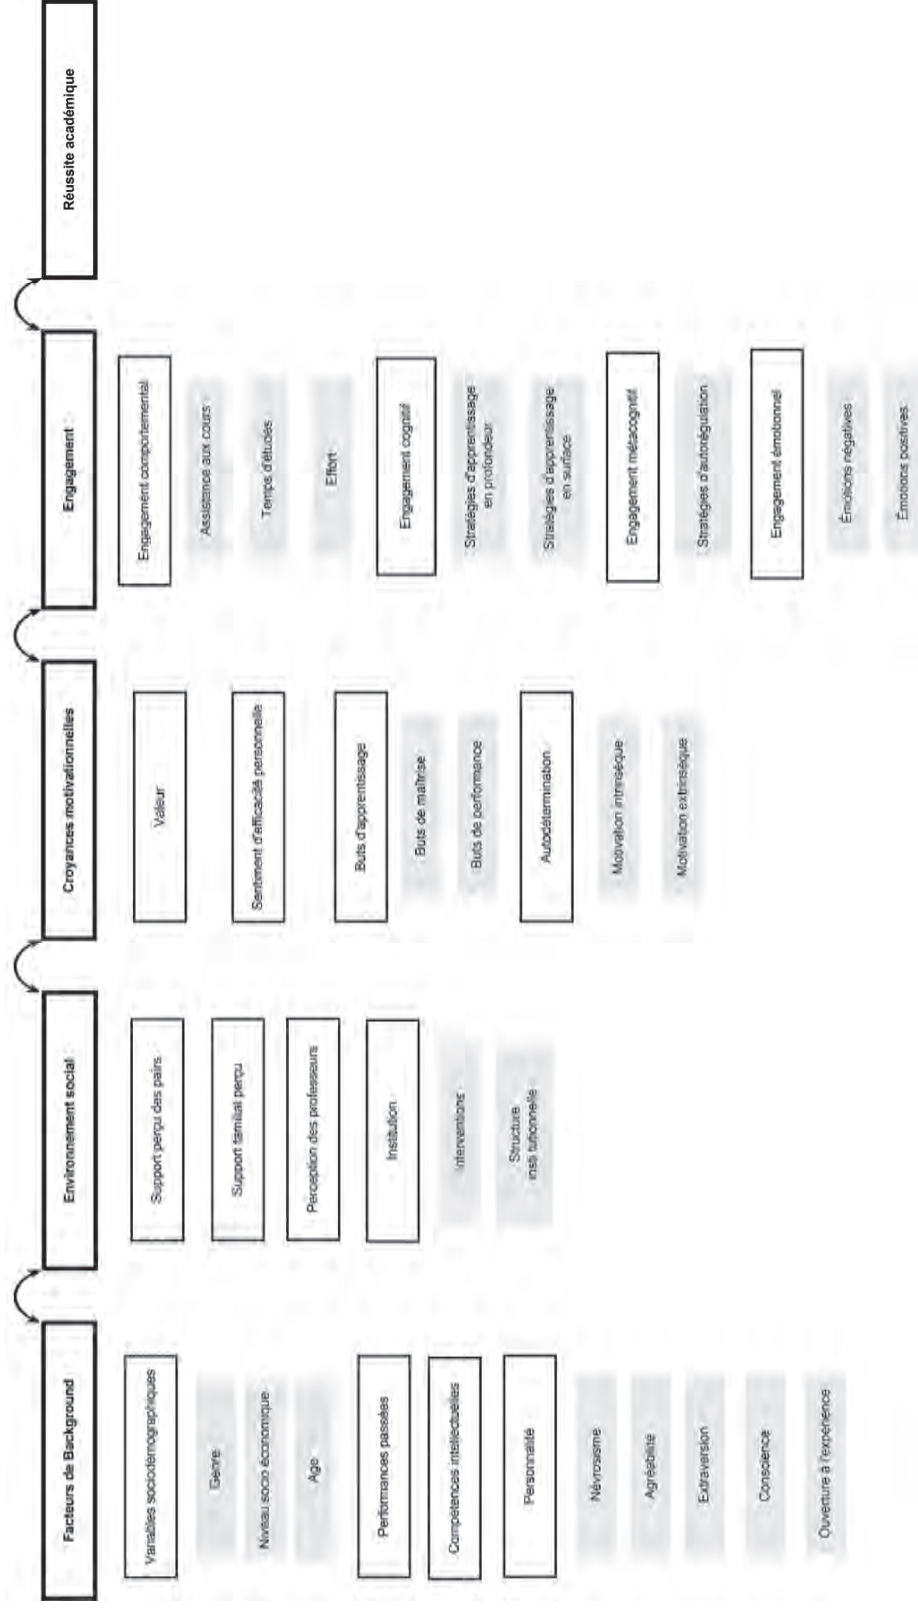 Facteurs de Background
Variables sociodémographiques
Genre
Niveau socio économique
Age
Performances passées
Compétences intellectuelles
Personnalité
Névrosisme
Agréabilité
Extraversion
Conscience
Ouverture à l'expérience
Environnement social
Support perçu des pairs
Support familial perçu
Perception des professeurs
Institution
Interventions
Structure
institutionnelle
Croyances motivationnelles
Valeur
Sentiment d'efficacité personnelle
Buts d'apprentissage
Buts de maîtrise
Buts de performance
Autodétermination
Motivation intrinsèque
Motivation extrinsèque
Engagement
Engagement comportemental
Assistance aux cours
Temps d'études
Effort
Engagement cognitif
Stratégies d'apprentissage
en profondeur
Stratégies d'apprentissage
en surface
Engagement métacognitif
Stratégies d'autorégulation
Engagement émotionnel
Émotions négatives
Émotions positives
Réussite académique